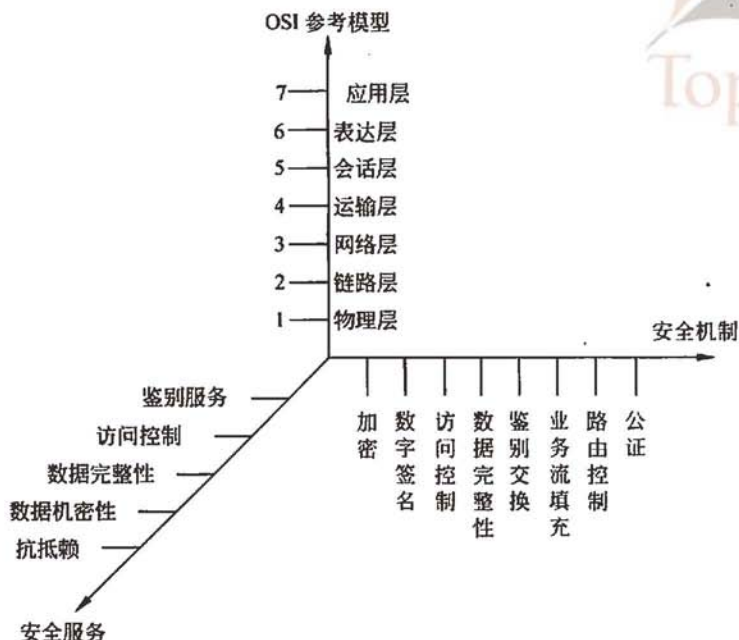 OSI 参考模型
Top
7 应用层
6 表达层
5 会话层
4 运输层
3 网络层
2 链路层
1 物理层
安全机制
加密
数字签名
访问控制
数据完整性
鉴别交换
业务流填充
路由控制
公证
鉴别服务
访问控制
数据完整性
数据机密性
抗抵赖
安全服务